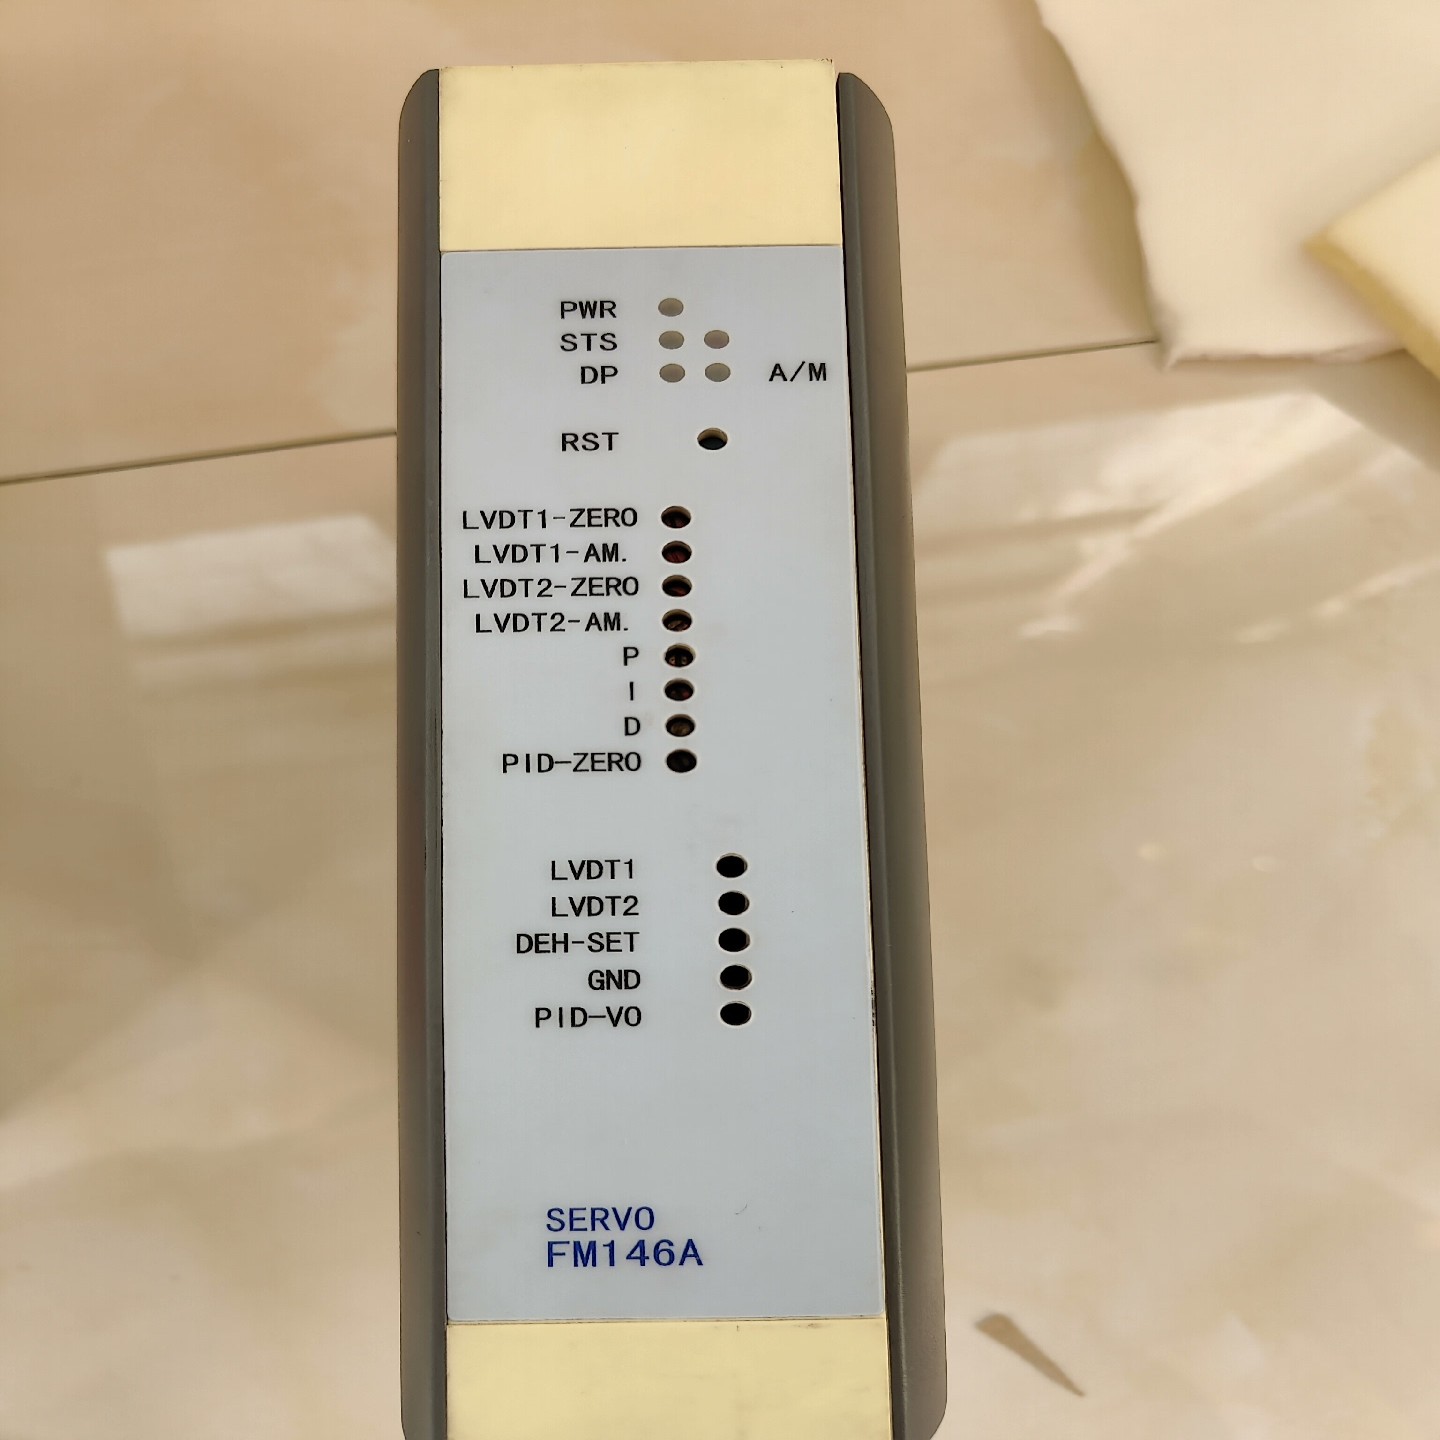 PWR
STS
DP A/M
RST
LVDT1-ZERO
LVDT1-AM.
LVDT2-ZERO
LVDT2-AM.
P
I
D
PID-ZERO
LVDT1
LVDT2
DEH-SET
GND
PID-VO
SERVO
FM146A